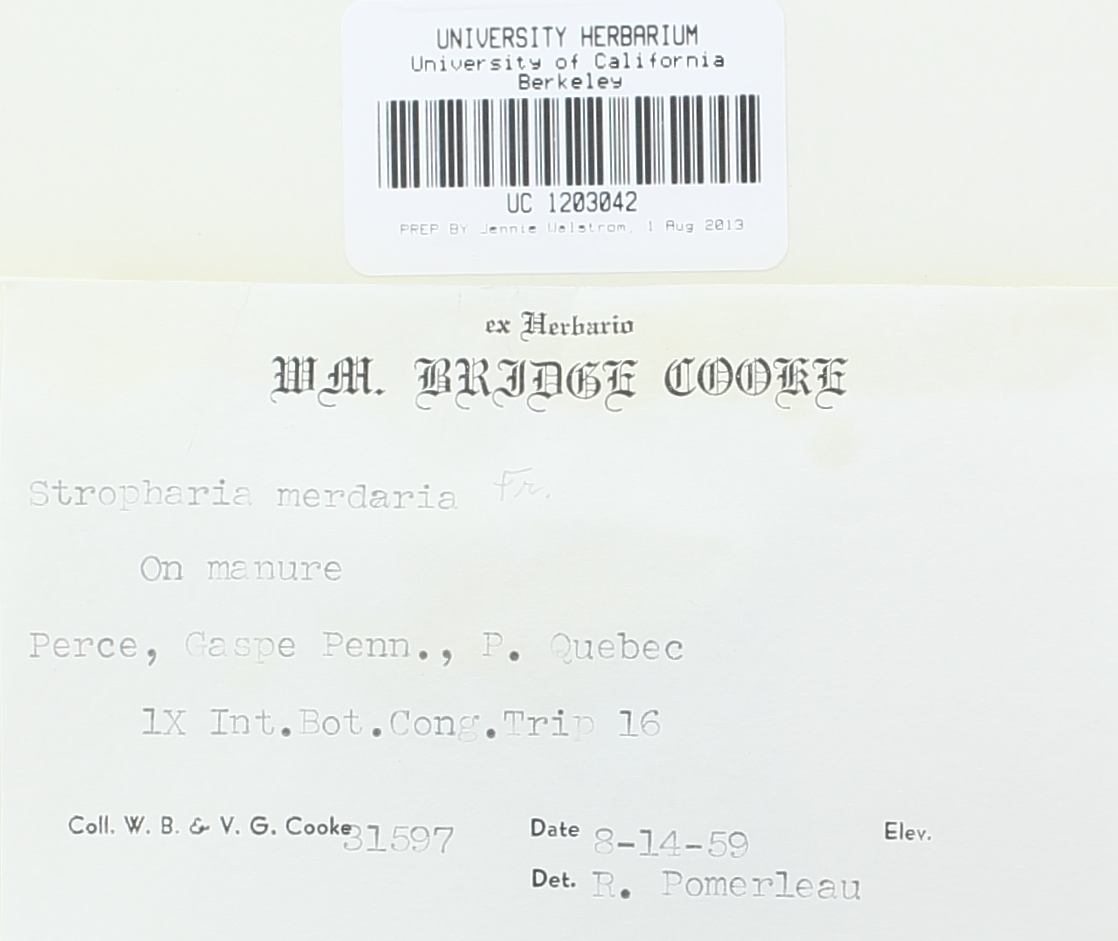 UNIVERSITY HERBARIUM
University of California
Berkeley
UC 1203042
PREP BY Jennie Walstrom, 1 Aug 2013
ex Herbario
WM. BRIDGE COOKE
Stropharia merdaria Fr.
On manure
Perce, Gaspe Penn., P. Quebec
1X Int.Bot.Cong.Trip 16
Coll. W. B. & V. G. Cooke 31597 Date 8-14-59 Elev.
Det. R. Pomerleau